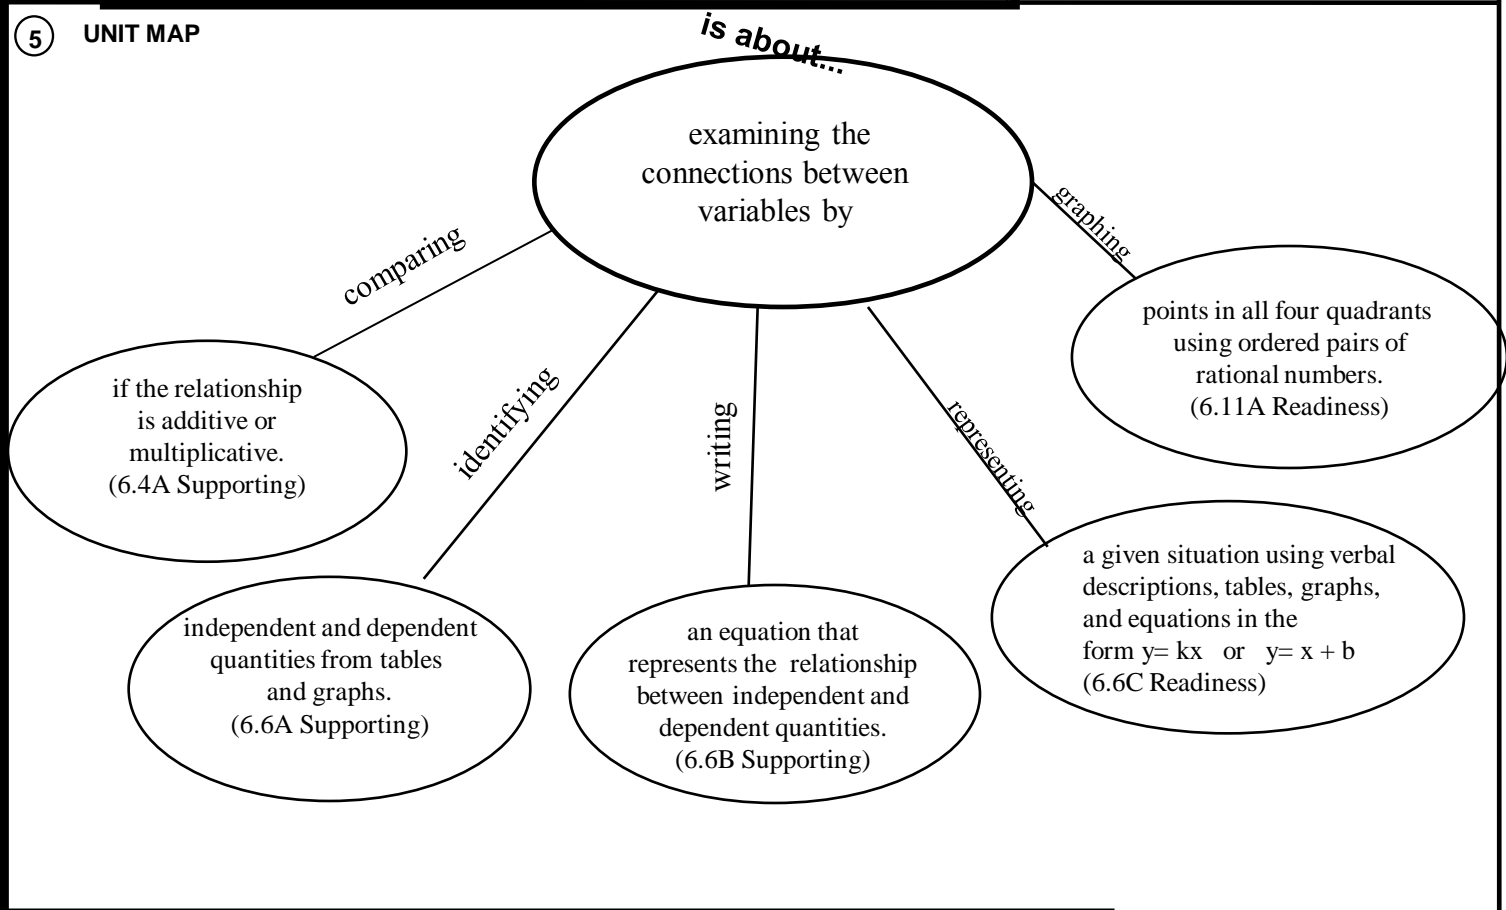 5 UNIT MAP
is about...
examining the
connections between
variables by
comparing
if the relationship
is additive or
multiplicative.
(6.4A Supporting)
identifying
independent and dependent
quantities from tables
and graphs.
(6.6A Supporting)
writing
an equation that
represents the relationship
between independent and
dependent quantities.
(6.6B Supporting)
representing
a given situation using verbal
descriptions, tables, graphs,
and equations in the
form y= kx or y= x + b
(6.6C Readiness)
graphing
points in all four quadrants
using ordered pairs of
rational numbers.
(6.11A Readiness)